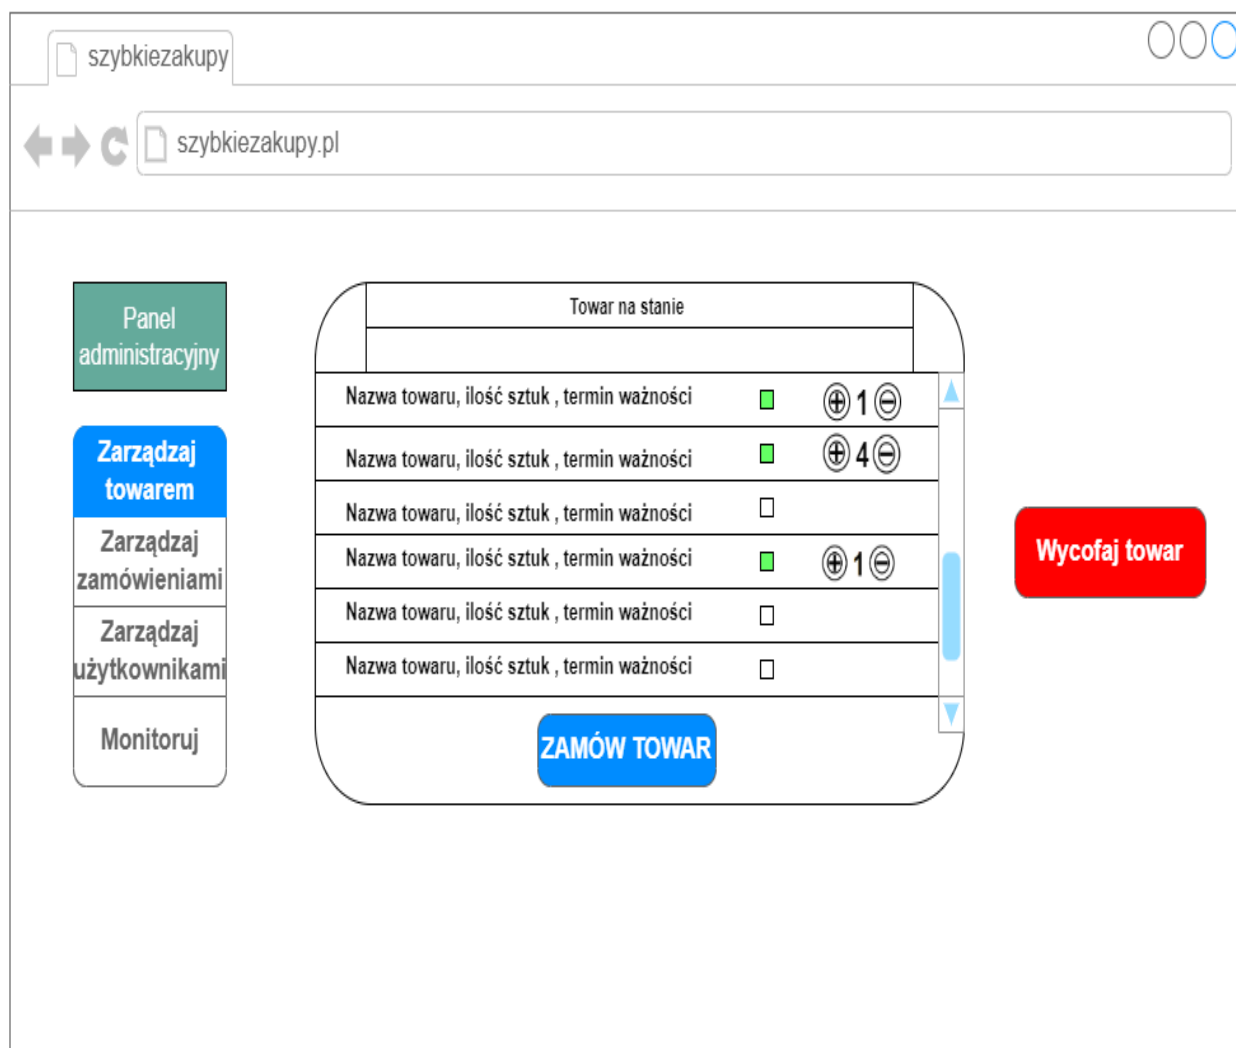 szybkiezakupy
szybkiezakupy.pl
Panel
administracyjny
Zarządzaj
towarem
Zarządzaj
zamówieniami
Zarządzaj
użytkownikami
Monitoruj
Towar na stanie
Nazwa towaru, ilość sztuk , termin ważności 1
Nazwa towaru, ilość sztuk , termin ważności 4
Nazwa towaru, ilość sztuk , termin ważności
Nazwa towaru, ilość sztuk , termin ważności 1
Nazwa towaru, ilość sztuk , termin ważności
Nazwa towaru, ilość sztuk , termin ważności
ZAMÓW TOWAR
Wycofaj towar